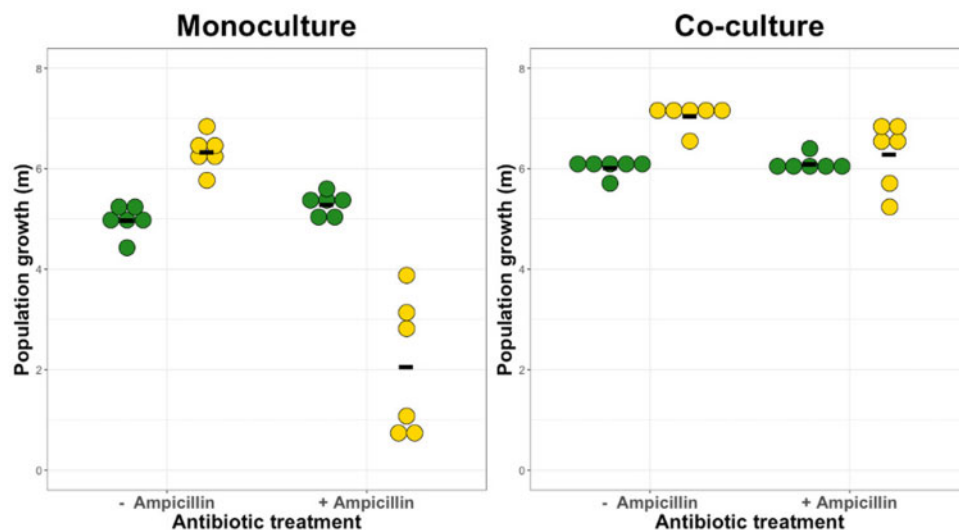 Monoculture
Co-culture
Population growth (m)
8
6
4
2
0
- Ampicillin
+ Ampicillin
Antibiotic treatment
Population growth (m)
8
6
4
2
0
- Ampicillin
+ Ampicillin
Antibiotic treatment